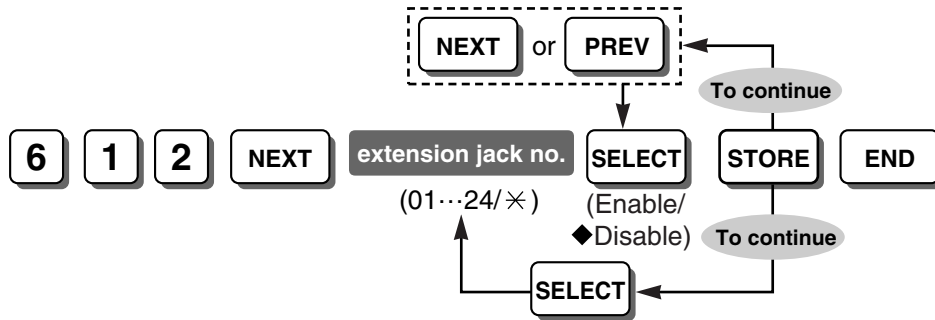 NEXT or PREV
To continue
6 1 2 NEXT extension jack no. SELECT STORE END
(01···24/✳) (Enable/
◆Disable) To continue
SELECT